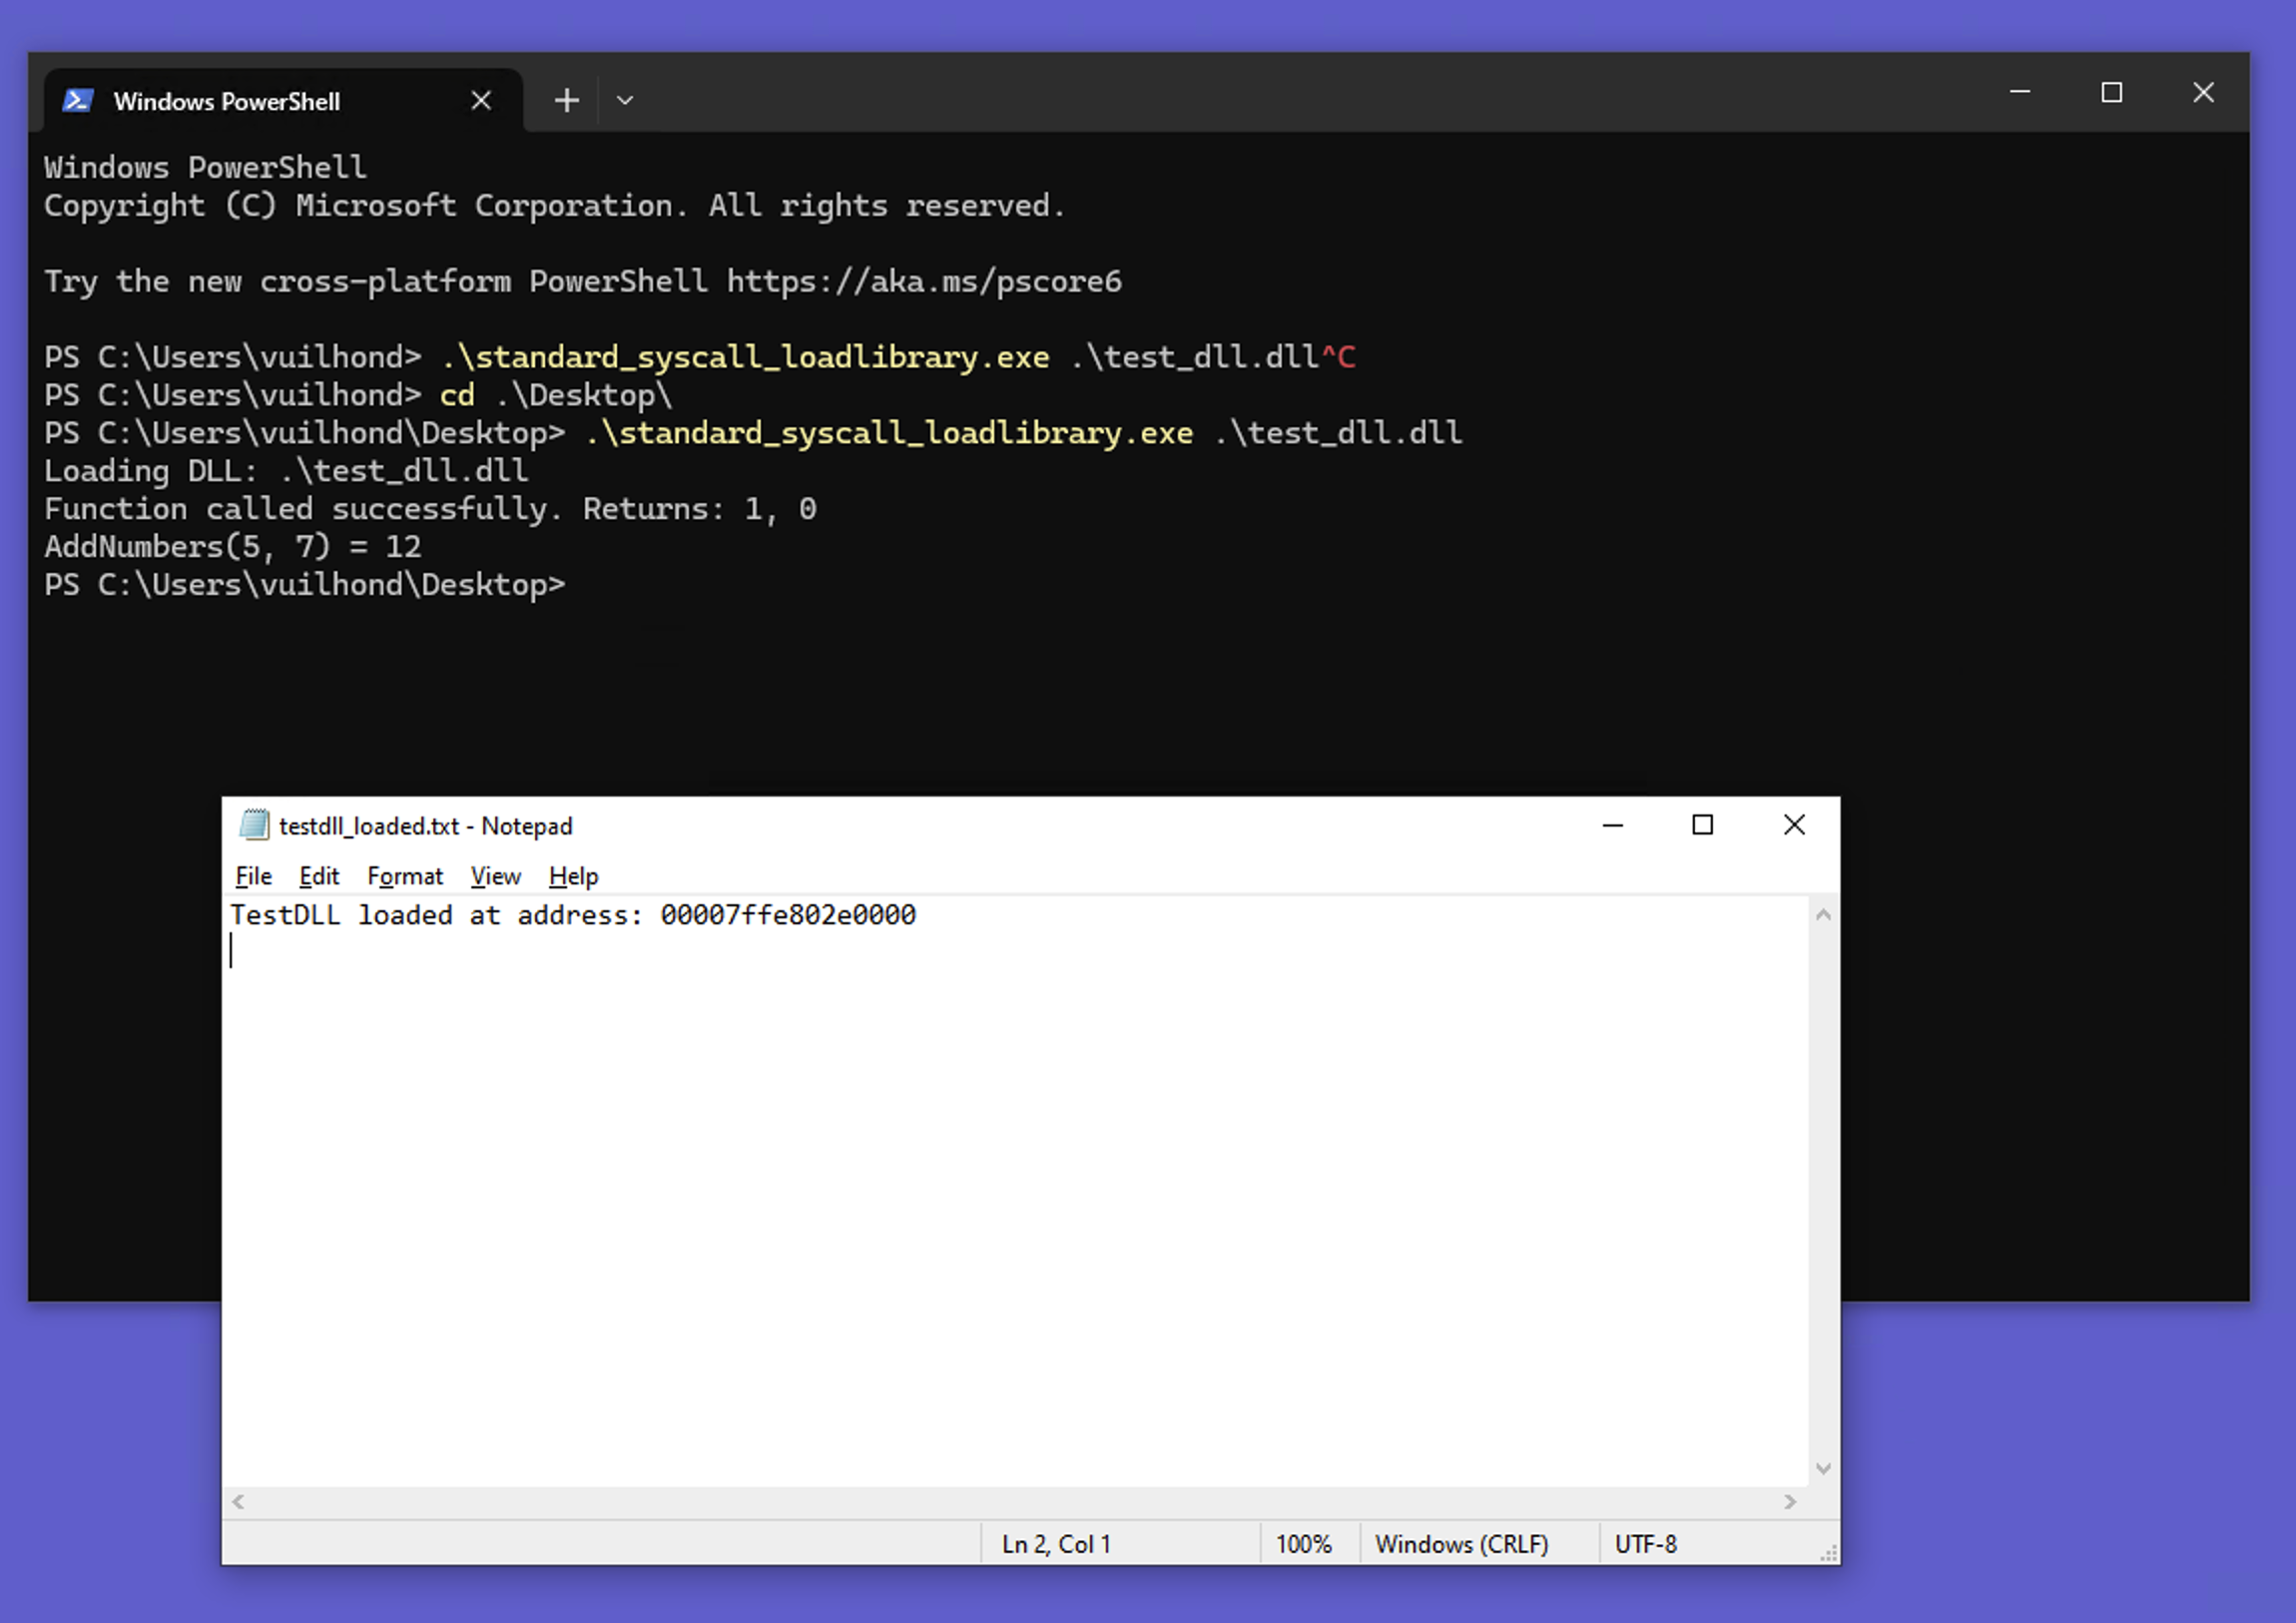 Windows PowerShell
Windows PowerShell
Copyright (C) Microsoft Corporation. All rights reserved.
Try the new cross-platform PowerShell https://aka.ms/pscore6
PS C:\Users\vuilhond> .\standard_syscall_loadlibrary.exe .\test_dll.dll^C
PS C:\Users\vuilhond> cd .\Desktop\
PS C:\Users\vuilhond\Desktop> .\standard_syscall_loadlibrary.exe .\test_dll.dll
Loading DLL: .\test_dll.dll
Function called successfully. Returns: 1, 0
AddNumbers(5, 7) = 12
PS C:\Users\vuilhond\Desktop>
testdll_loaded.txt - Notepad
File Edit Format View Help
TestDLL loaded at address: 00007ffe802e0000
Ln 2, Col 1 100% Windows (CRLF) UTF-8